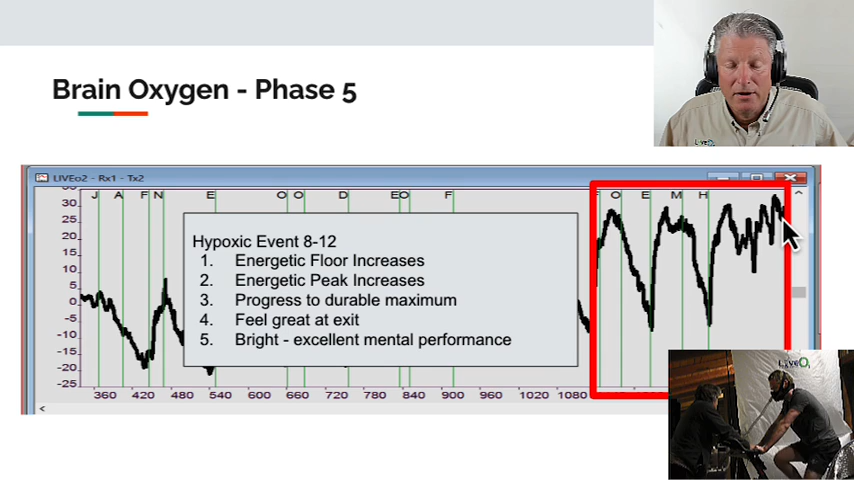 Brain Oxygen - Phase 5
LIVEo2 - Rx1 - Tx2
J A F N E O O D E O F O E M H
30
25
20
15
10
5
0
-5
-10
-15
-20
-25
Hypoxic Event 8-12
1. Energetic Floor Increases
2. Energetic Peak Increases
3. Progress to durable maximum
4. Feel great at exit
5. Bright - excellent mental performance
360 420 480 540 600 660 720 780 840 900 960 1020 1080
LiveO2